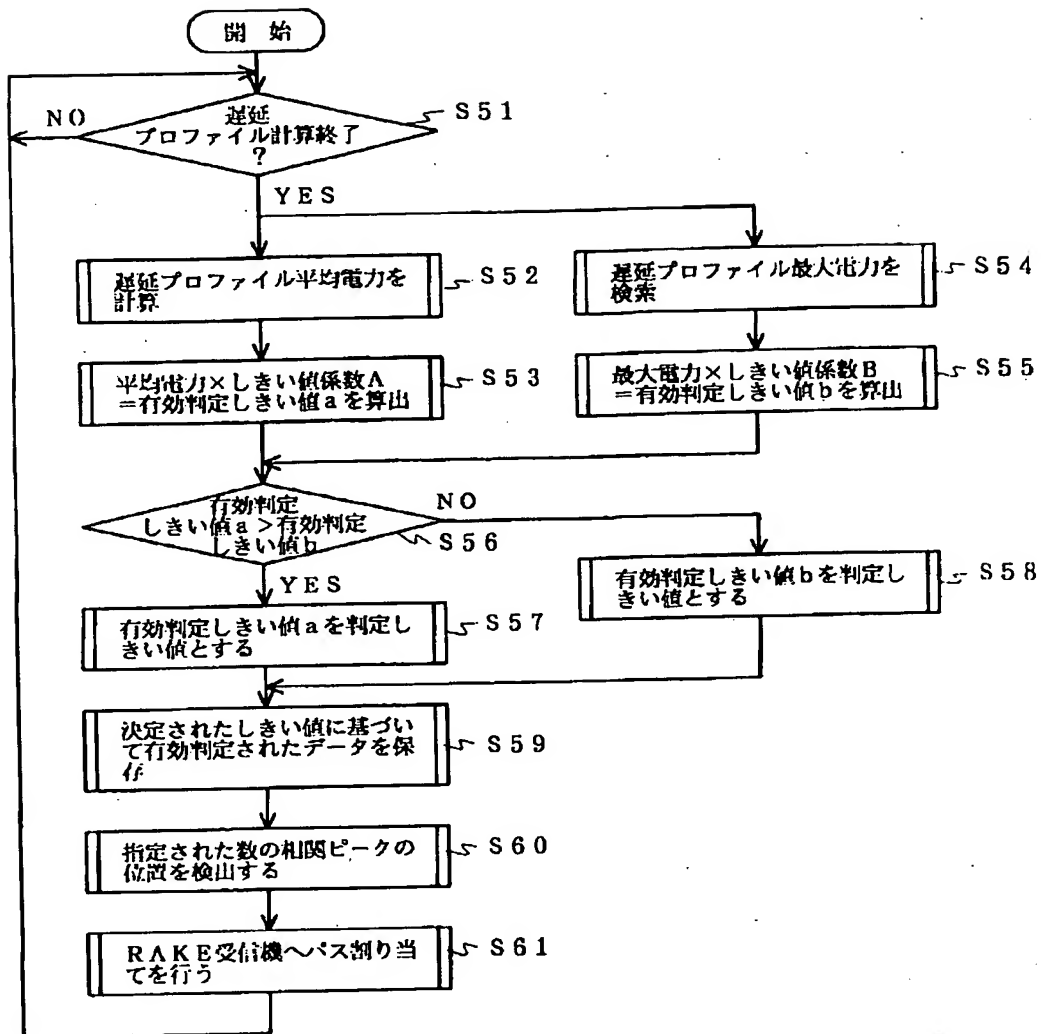 開始
遅延
プロファイル計算終了
?
S51
NO
YES
遅延プロファイル平均電力を
計算
S52
遅延プロファイル最大電力を
検索
S54
平均電力×しきい値係数A
=有効判定しきい値aを算出
S53
最大電力×しきい値係数B
=有効判定しきい値bを算出
S55
有効判定
しきい値a>有効判定
しきい値b
S56
NO
YES
有効判定しきい値aを判定し
きい値とする
S57
有効判定しきい値bを判定し
きい値とする
S58
決定されたしきい値に基づい
て有効判定されたデータを保
存
S59
指定された数の相関ピークの
位置を検出する
S60
RAKE受信機へパス割り当
てを行う
S61